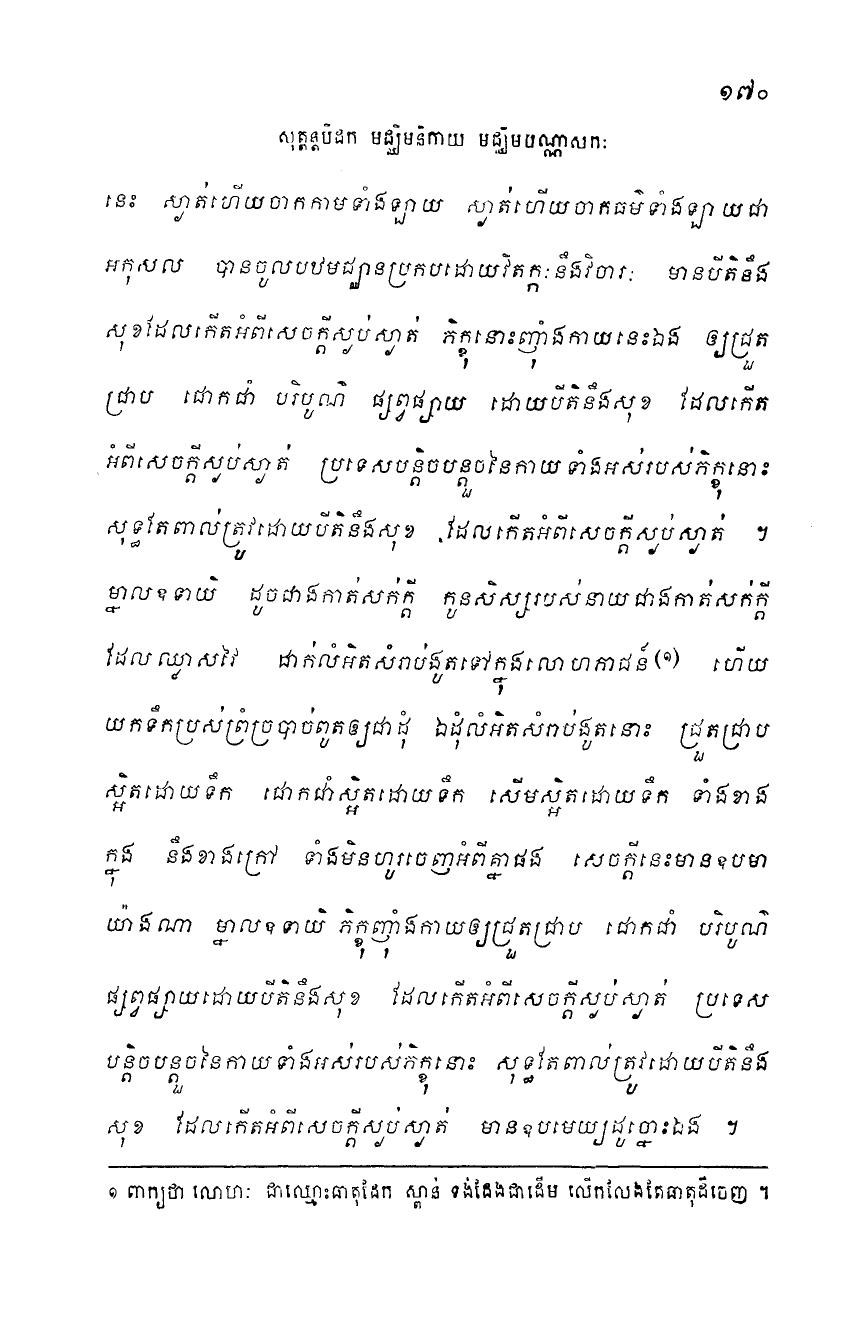 ១៧០
សុត្តន្តបិដក មជ្ឈិមនិកាយ មជ្ឈិមបណ្ណាសកៈ
នេះ ស្ងាត់ហើយចាកកាមទាំងឡាយ ស្ងាត់ហើយចាកធម៌ទាំងឡាយជា
អកុសល បានចូលបឋមជ្ឈានប្រកបដោយវិតក្កៈនឹងវិចារៈ មានបីតិនឹង
សុខដែលកើតអំពីសេចក្តីស្ងប់ស្ងាត់ ភិក្ខុនោះញុំាងកាយនេះឯង ឲ្យជ្រួត
ជ្រាប ជោកជាំ បរិបូណ៌ ផ្សព្វផ្សាយ ដោយបីតិនឹងសុខ ដែលកើត
អំពីសេចក្តីស្ងប់ស្ងាត់ ប្រទេសបន្តិចបន្តួចនៃកាយទាំងអស់របស់ភិក្ខុនោះ
សុទ្ធតែពាល់ត្រូវដោយបីតិនឹងសុខ ដែលកើតអំពីសេចក្តីស្ងប់ស្ងាត់ ។
ម្នាលឧទាយិ ដូចជាងកាត់សក់ក្តី កូនសិស្សរបស់នាយជាងកាត់សក់ក្តី
ដែលឈ្លាសវៃ ដាក់លំអិតសំរាប់ងូតទៅក្នុងលោហភាជន៍(១) ហើយ
យកទឹកប្រស់ព្រំច្របាច់ពូតឲ្យជាដុំ ឯដុំលំអិតសំរាប់ងូតនោះ ជ្រួតជ្រាប
ស្អិតដោយទឹក ជោកជាំស្អិតដោយទឹក សើមស្អិតដោយទឹក ទាំងខាង
ក្នុង នឹងខាងក្រៅ ទាំងមិនហូរចេញអំពីគ្នាផង សេចក្តីនេះមានឧបមា
យ៉ាងណា ម្នាលឧទាយិ ភិក្ខុញុំាងកាយឲ្យជ្រួតជ្រាប ជោកជាំ បរិបូណ៌
ផ្សព្វផ្សាយដោយបីតិនឹងសុខ ដែលកើតអំពីសេចក្តីស្ងប់ស្ងាត់ ប្រទេស
បន្តិចបន្តួចនៃកាយទាំងអស់របស់ភិក្ខុនោះ សុទ្ធតែពាល់ត្រូវដោយបីតិនឹង
សុខ ដែលកើតអំពីសេចក្តីស្ងប់ស្ងាត់ មានឧបមេយ្យដូច្នោះឯង ។
១ ពាក្យថា លោហៈ ជាឈ្មោះធាតុដែក ស្ពាន់ ទង់ដែងជាដើម លើកលែងតែធាតុដីចេញ ។